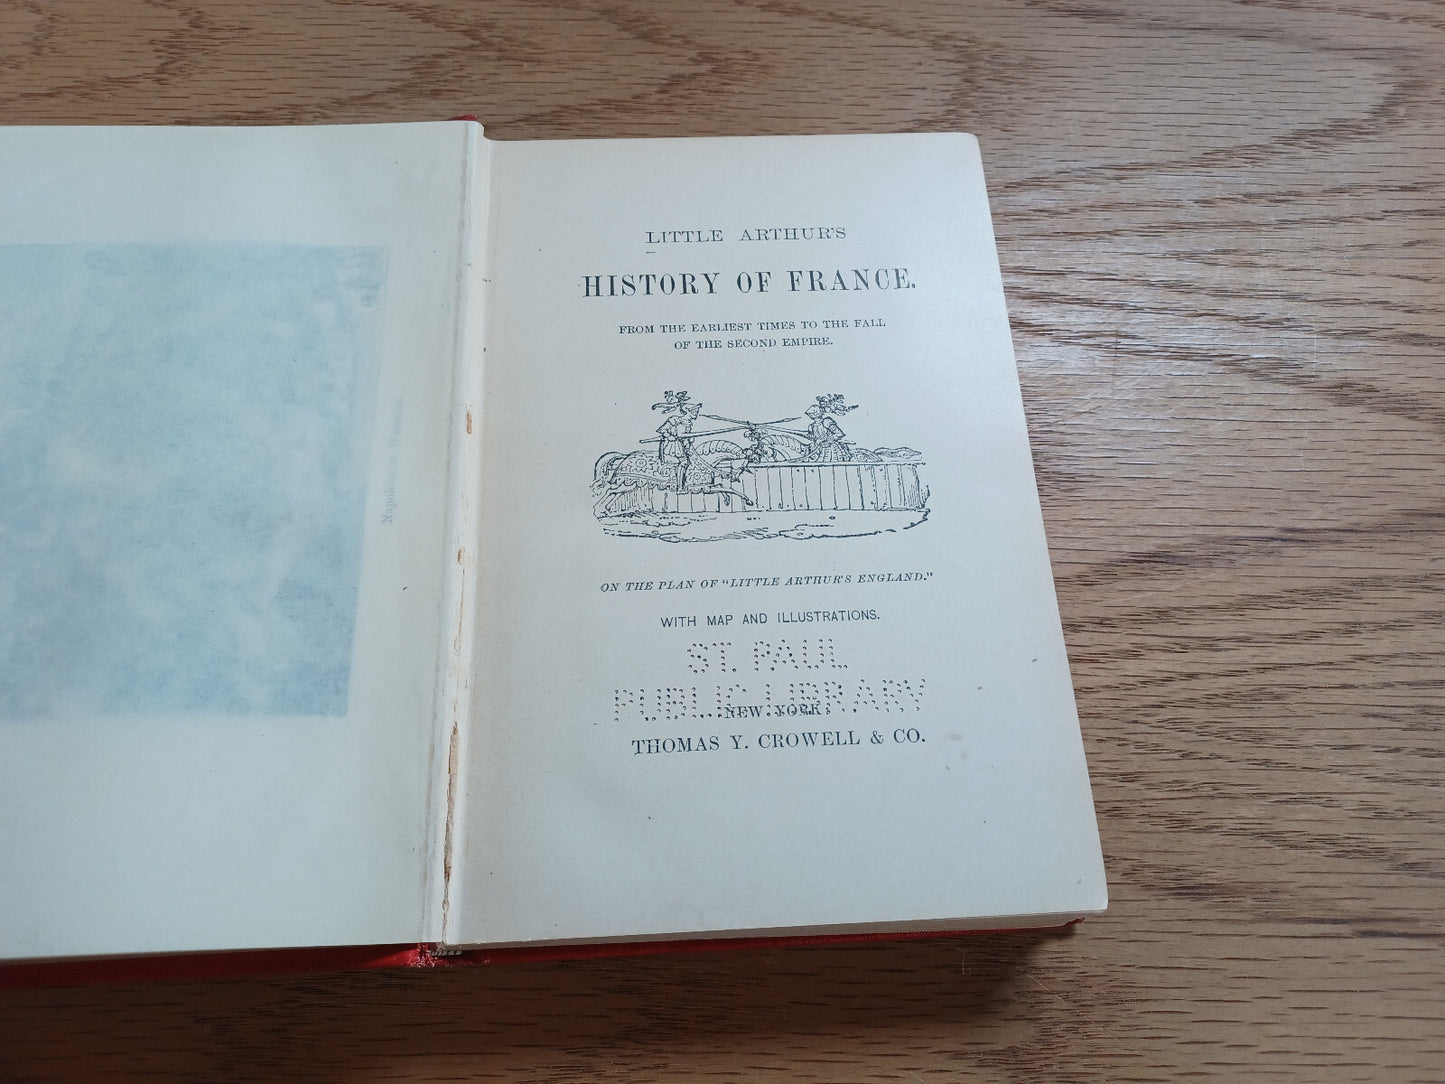 LITTLE ARTHUR'S
HISTORY OF FRANCE.
FROM THE EARLIEST TIMES TO THE FALL
OF THE SECOND EMPIRE.
ON THE PLAN OF "LITTLE ARTHUR'S ENGLAND."
WITH MAP AND ILLUSTRATIONS.
ST. PAUL
PUBLIC LIBRARY
NEW YORK:
THOMAS Y. CROWELL & CO.